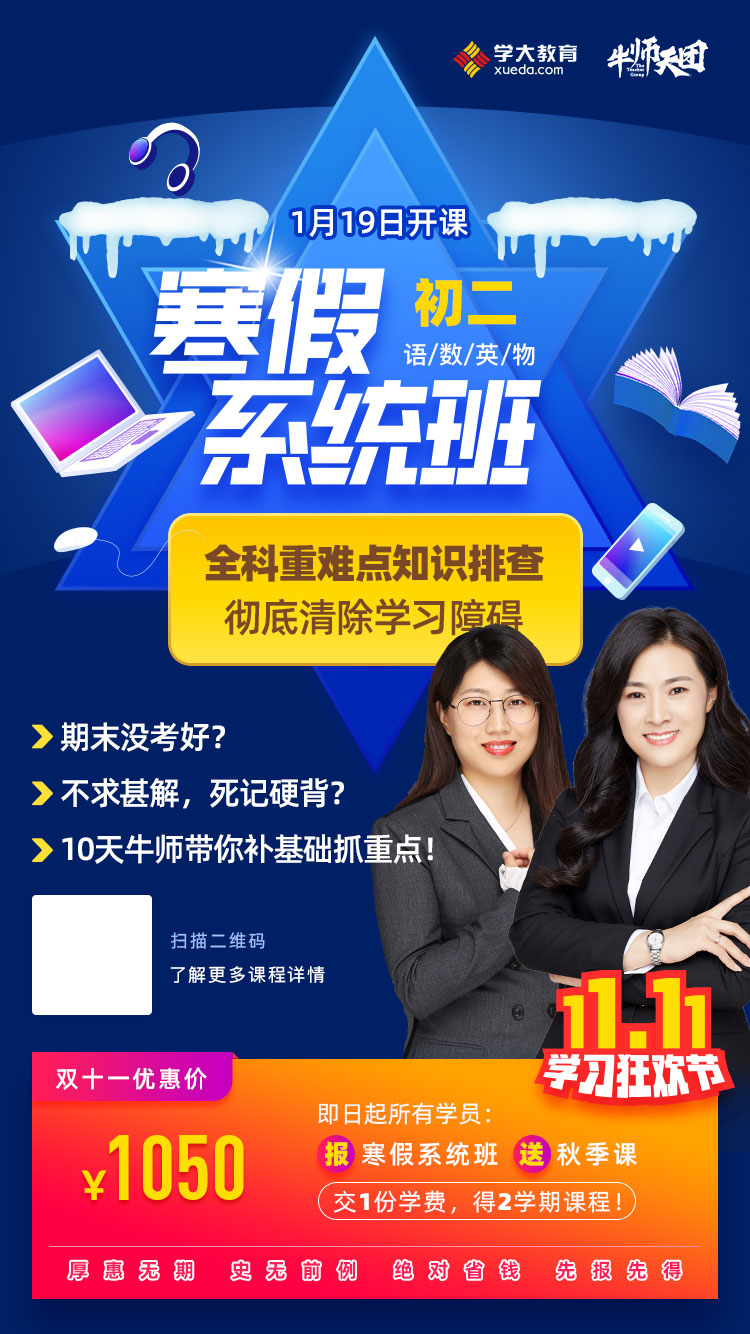 学大教育
xueda.com
牛师天团
The
Teacher
Group
1月19日开课
寒假
初二
语/数/英/物
系统班
全科重难点知识排查
彻底清除学习障碍
期末没考好?
不求甚解，死记硬背?
10天牛师带你补基础抓重点!
扫描二维码
了解更多课程详情
11.11
学习狂欢节
双十一优惠价
¥1050
即日起所有学员：
报 寒假系统班 送 秋季课
交1份学费，得2学期课程!
厚惠无期 史无前例 绝对省钱 先报先得